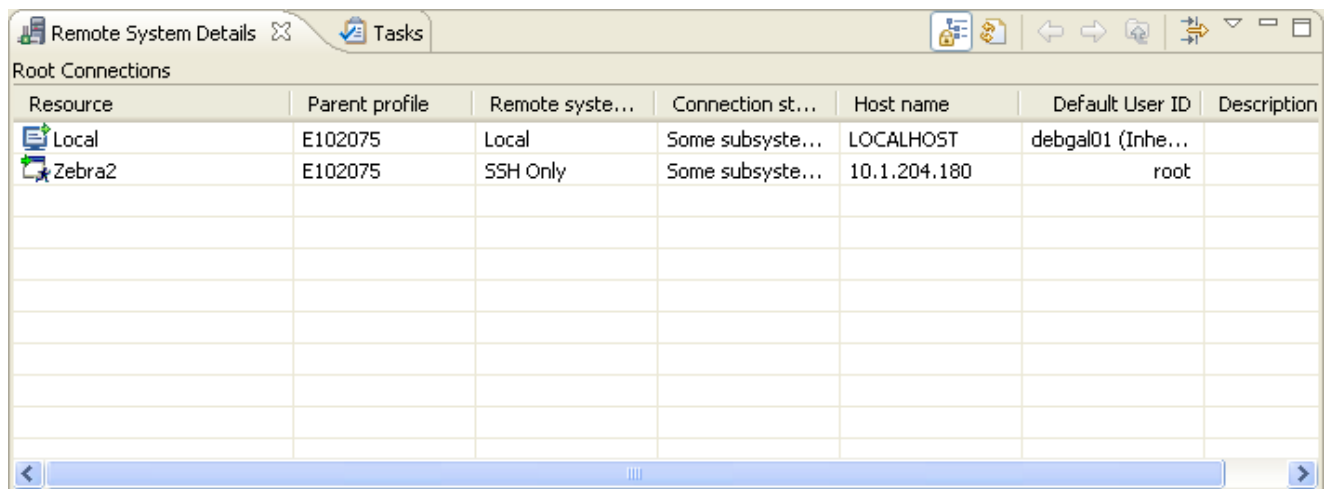 Remote System Details Tasks
Root Connections
Resource Parent profile Remote syste... Connection st... Host name Default User ID Description
Local E102075 Local Some subsyste... LOCALHOST debgal01 (Inhe...
Zebra2 E102075 SSH Only Some subsyste... 10.1.204.180 root